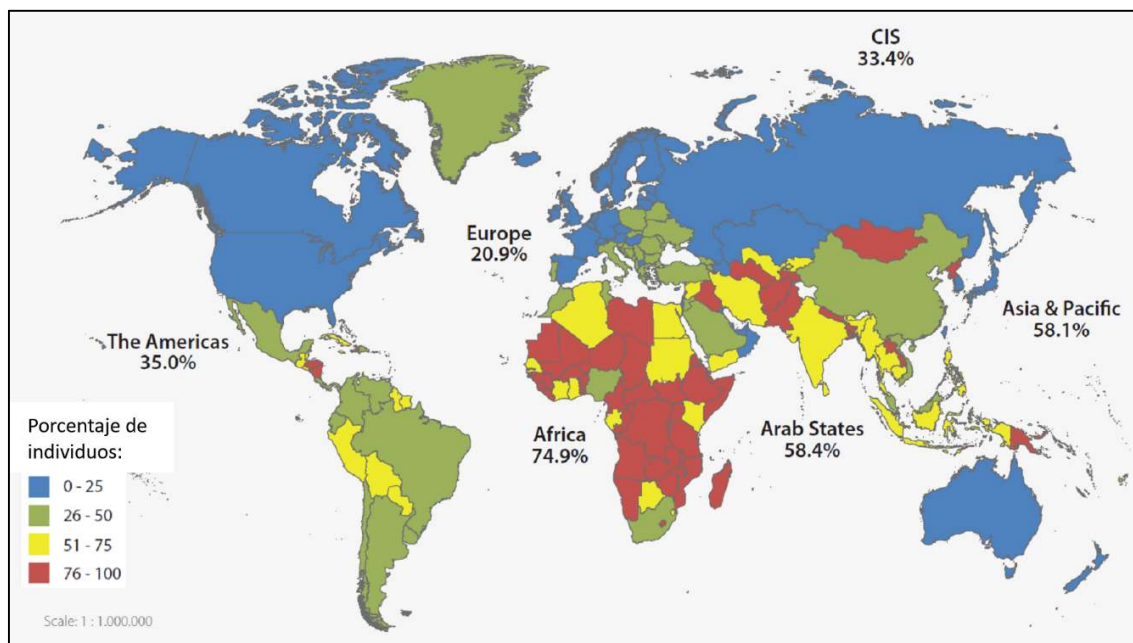 CIS
33.4%
Europe
20.9%
The Americas
35.0%
Asia & Pacific
58.1%
Africa
74.9%
Arab States
58.4%
Porcentaje de
individuos:
0 - 25
26 - 50
51 - 75
76 - 100
Scale: 1 : 1.000.000